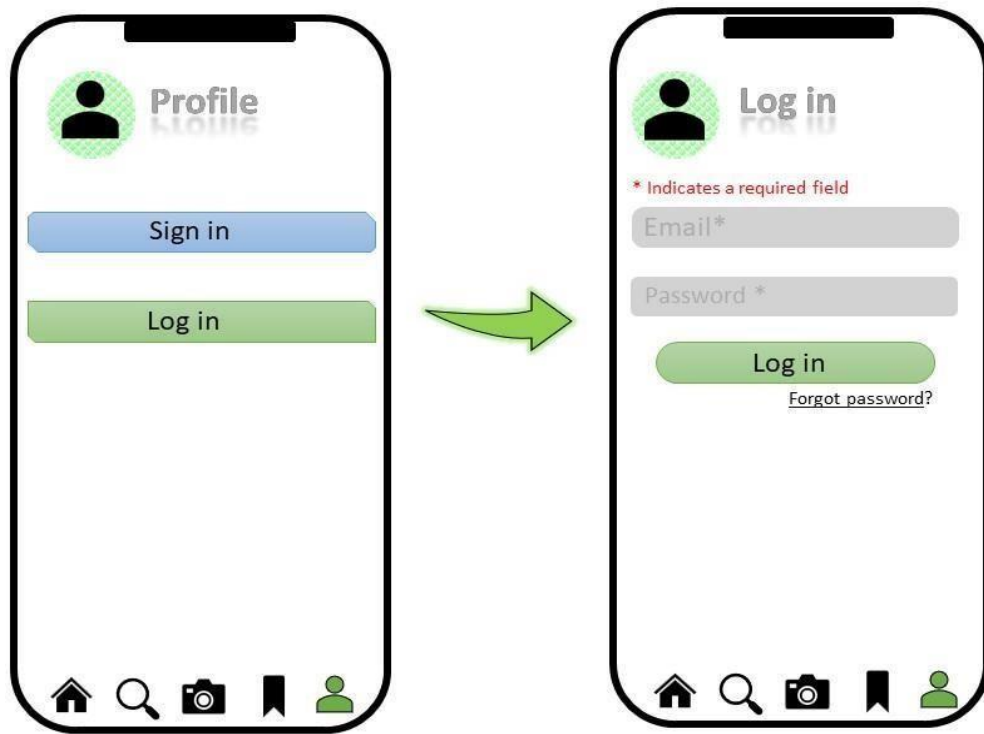 Profile
Sign in
Log in
Log in
* Indicates a required field
Email*
Password *
Log in
Forgot password?